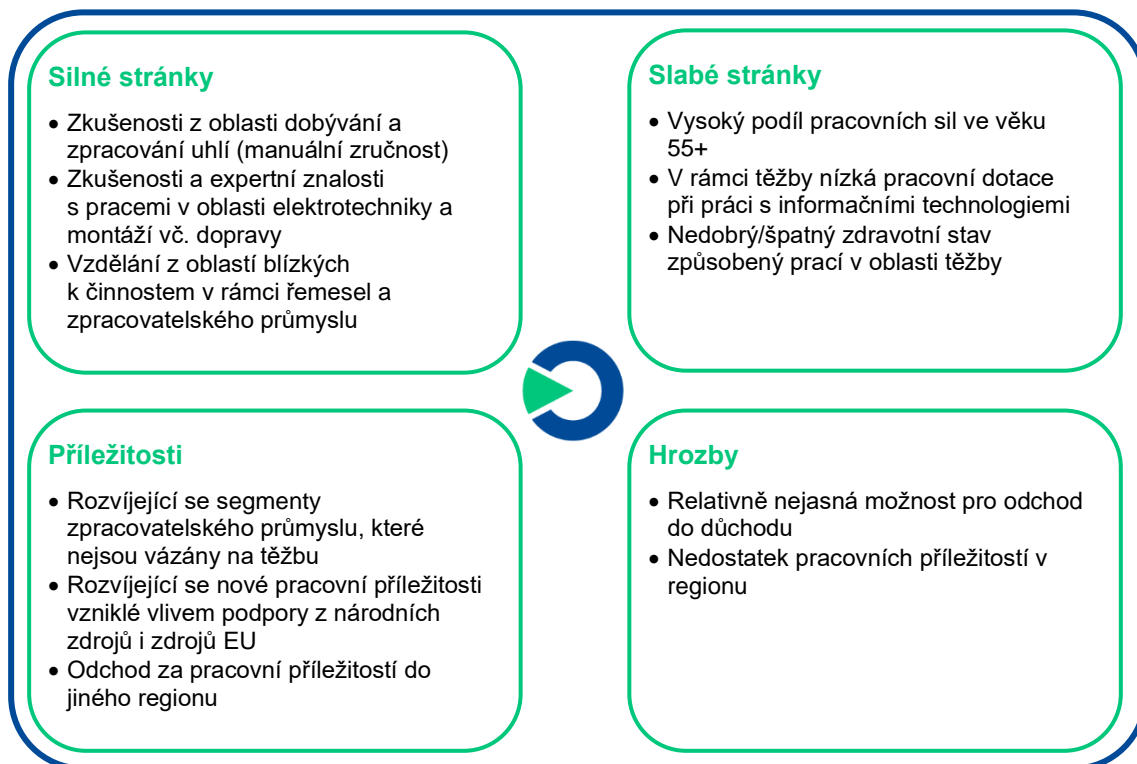 Silné stránky
• Zkušenosti z oblasti dobývání a
zpracování uhlí (manuální zručnost)
• Zkušenosti a expertní znalosti
s pracemi v oblasti elektrotechniky a
montáží vč. dopravy
• Vzdělání z oblastí blízkých
k činnostem v rámci řemesel a
zpracovatelského průmyslu
Slabé stránky
• Vysoký podíl pracovních sil ve věku
55+
• V rámci těžby nízká pracovní dotace
při práci s informačními technologiemi
• Nedobrý/špatný zdravotní stav
způsobený prací v oblasti těžby
Příležitosti
• Rozvíjející se segmenty
zpracovatelského průmyslu, které
nejsou vázány na těžbu
• Rozvíjející se nové pracovní příležitosti
vzniklé vlivem podpory z národních
zdrojů i zdrojů EU
• Odchod za pracovní příležitostí do
jiného regionu
Hrozby
• Relativně nejasná možnost pro odchod
do důchodu
• Nedostatek pracovních příležitostí v
regionu